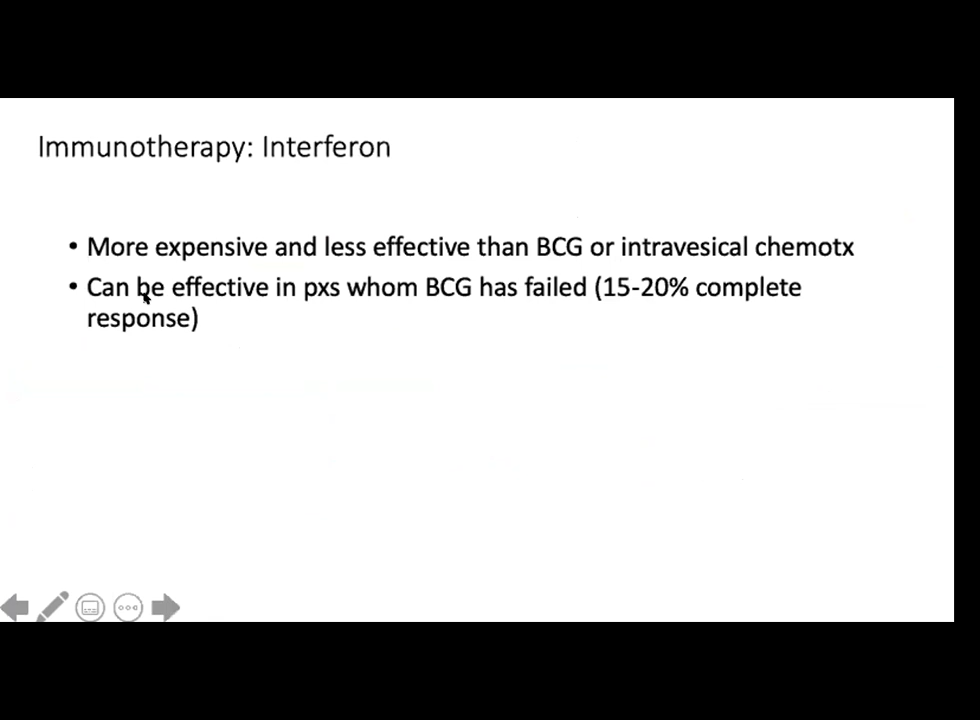 Immunotherapy: Interferon
• More expensive and less effective than BCG or intravesical chemotx
• Can be effective in pxs whom BCG has failed (15-20% complete
response)